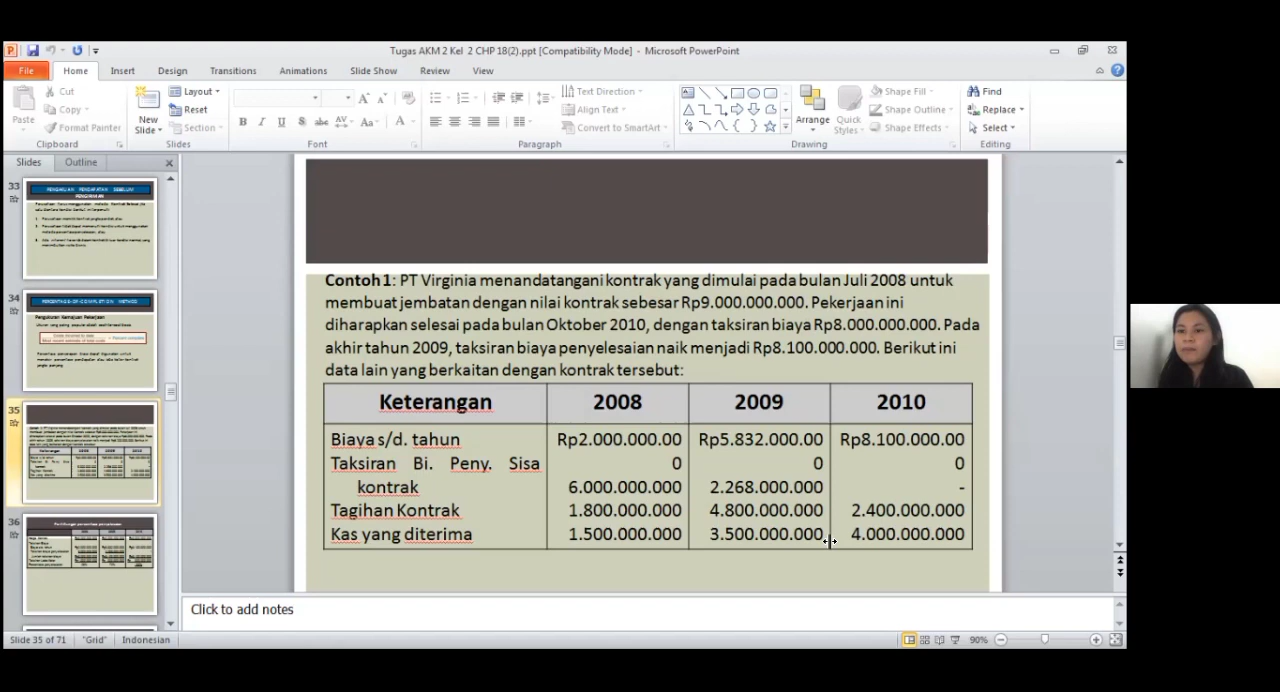 Tugas AKM 2 Kel 2 CHP 18(2).ppt [Compatibility Mode] - Microsoft PowerPoint
File Home Insert Design Transitions Animations Slide Show Review View
Paste Cut Copy Format Painter
New Slide Layout Reset Section
Text Direction Align Text Convert to SmartArt
Arrange Quick Styles Shape Fill Shape Outline Shape Effects
Find Replace Select
Clipboard Slides Font Paragraph Drawing Editing
Slides Outline
33
34
Pengukuran Kemajuan Pekerjaan
35
36
Contoh 1: PT Virginia menandatangani kontrak yang dimulai pada bulan Juli 2008 untuk
membuat jembatan dengan nilai kontrak sebesar Rp9.000.000.000. Pekerjaan ini
diharapkan selesai pada bulan Oktober 2010, dengan taksiran biaya Rp8.000.000.000. Pada
akhir tahun 2009, taksiran biaya penyelesaian naik menjadi Rp8.100.000.000. Berikut ini
data lain yang berkaitan dengan kontrak tersebut:
Keterangan 2008 2009 2010
Biaya s/d. tahun Rp2.000.000.00 Rp5.832.000.00 Rp8.100.000.00
Taksiran Bi. Peny. Sisa 0 0 0
kontrak 6.000.000.000 2.268.000.000 -
Tagihan Kontrak 1.800.000.000 4.800.000.000 2.400.000.000
Kas yang diterima 1.500.000.000 3.500.000.000 4.000.000.000
Click to add notes
Slide 35 of 71 "Grid" Indonesian 90%